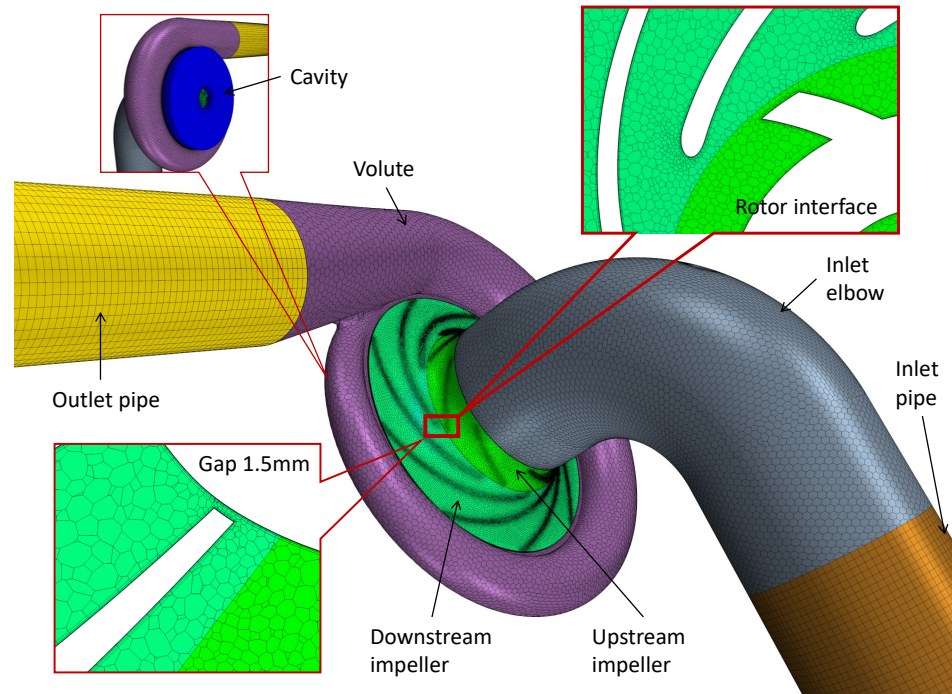 Cavity
Volute
Rotor interface
Inlet
elbow
Inlet
pipe
Outlet pipe
Gap 1.5mm
Downstream
impeller
Upstream
impeller